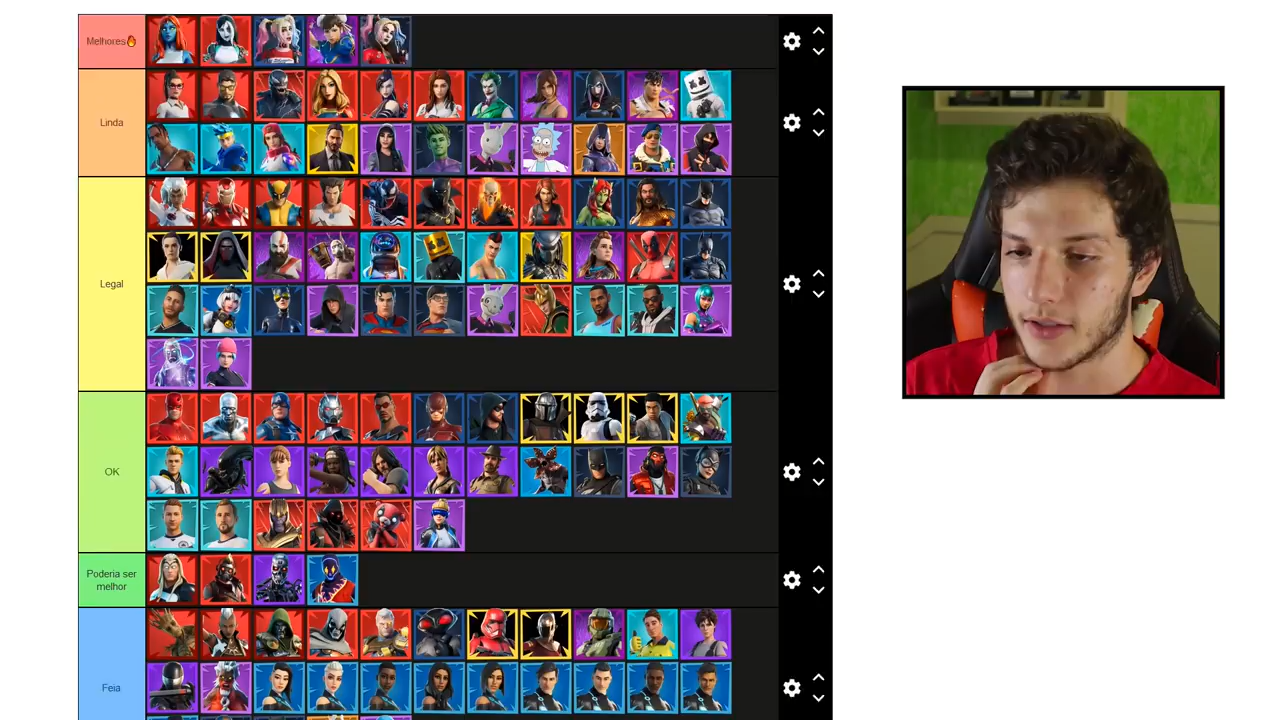 Melhores🔥
Linda
Legal
OK
Poderia ser
melhor
Feia